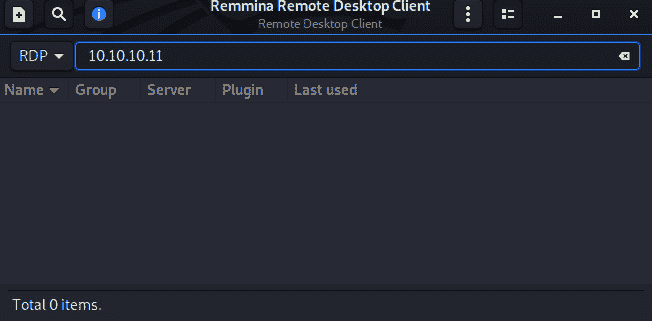 Remmina Remote Desktop Client
Remote Desktop Client
RDP 10.10.10.11
Name Group Server Plugin Last used
Total 0 items.